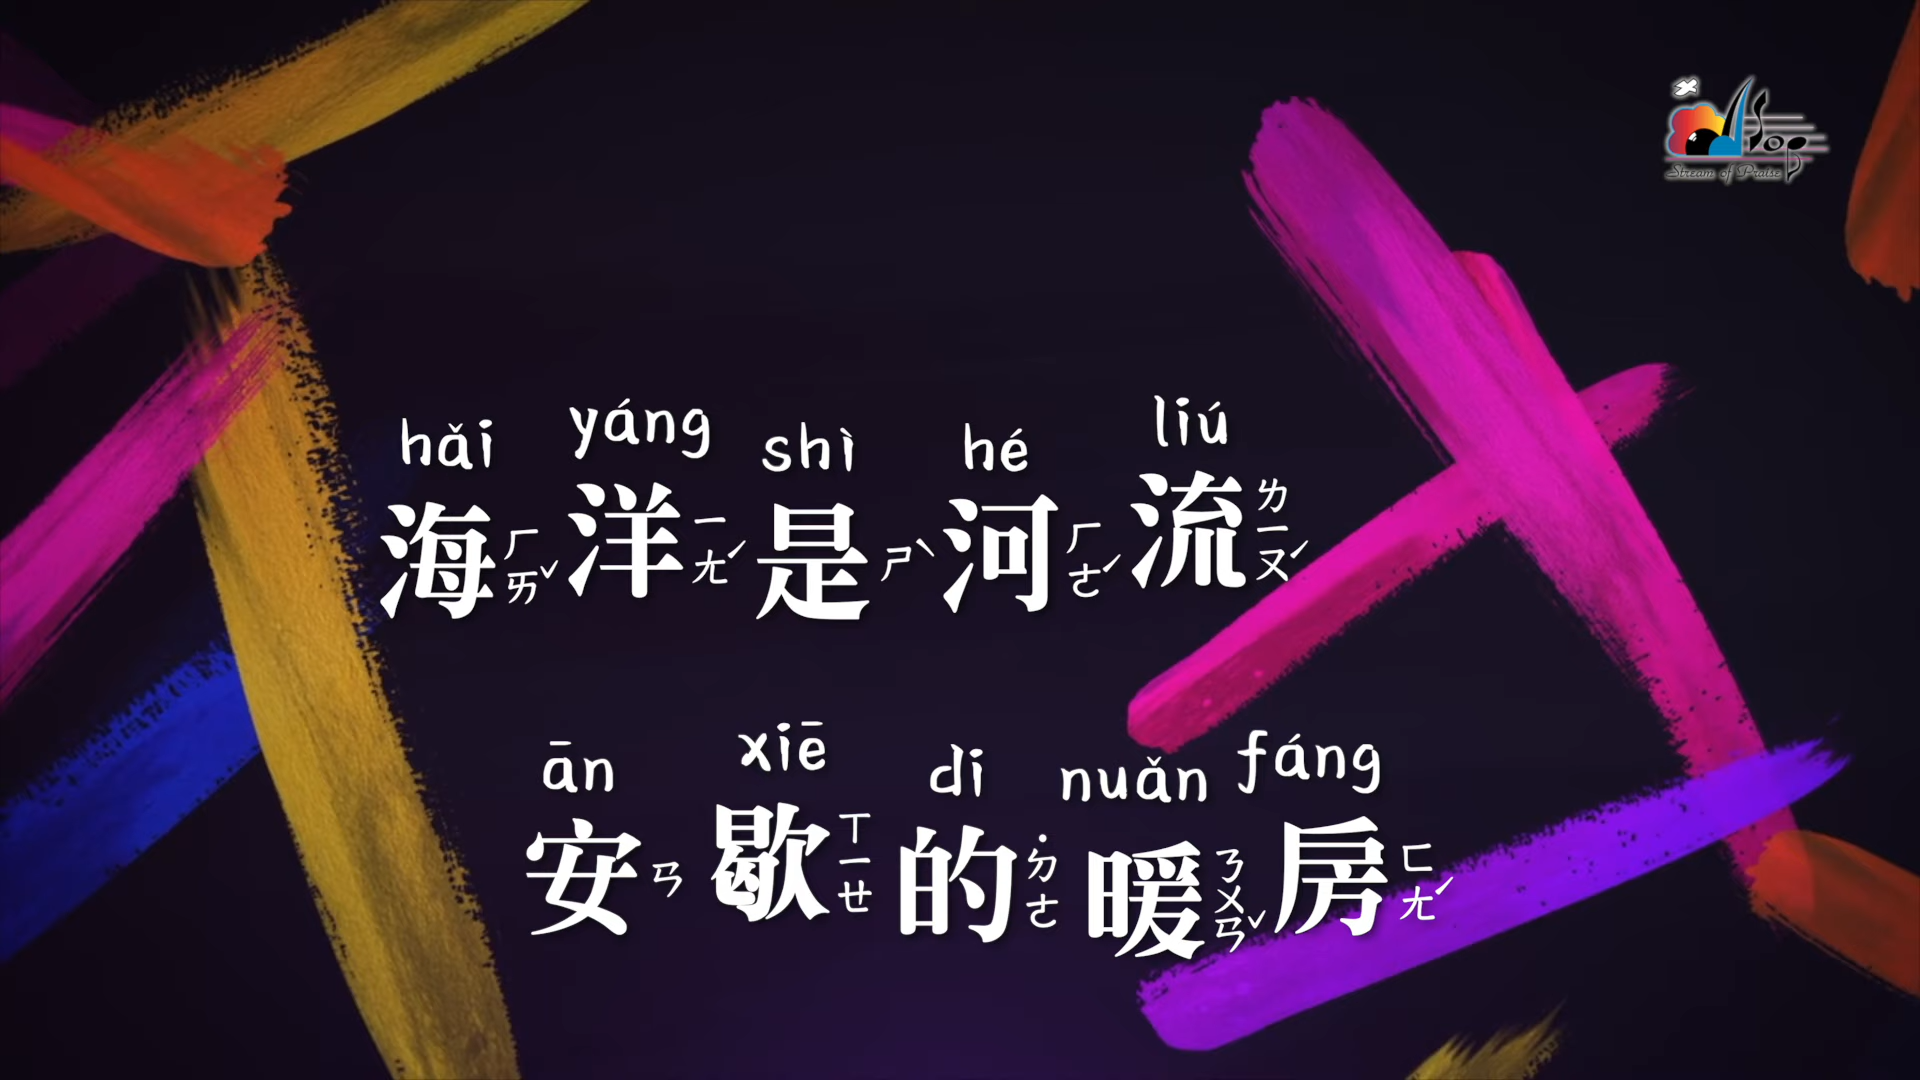 SOP
Stream of Praise
hǎi yáng shì hé liú
海ㄏㄞˇ洋ㄧㄤˊ是ㄕˋ河ㄏㄜˊ流ㄌㄧㄡˊ
ān xiē di nuǎn fáng
安ㄢ歇ㄒㄧㄝ的˙ㄉㄜ暖ㄋㄨㄢˇ房ㄈㄤˊ